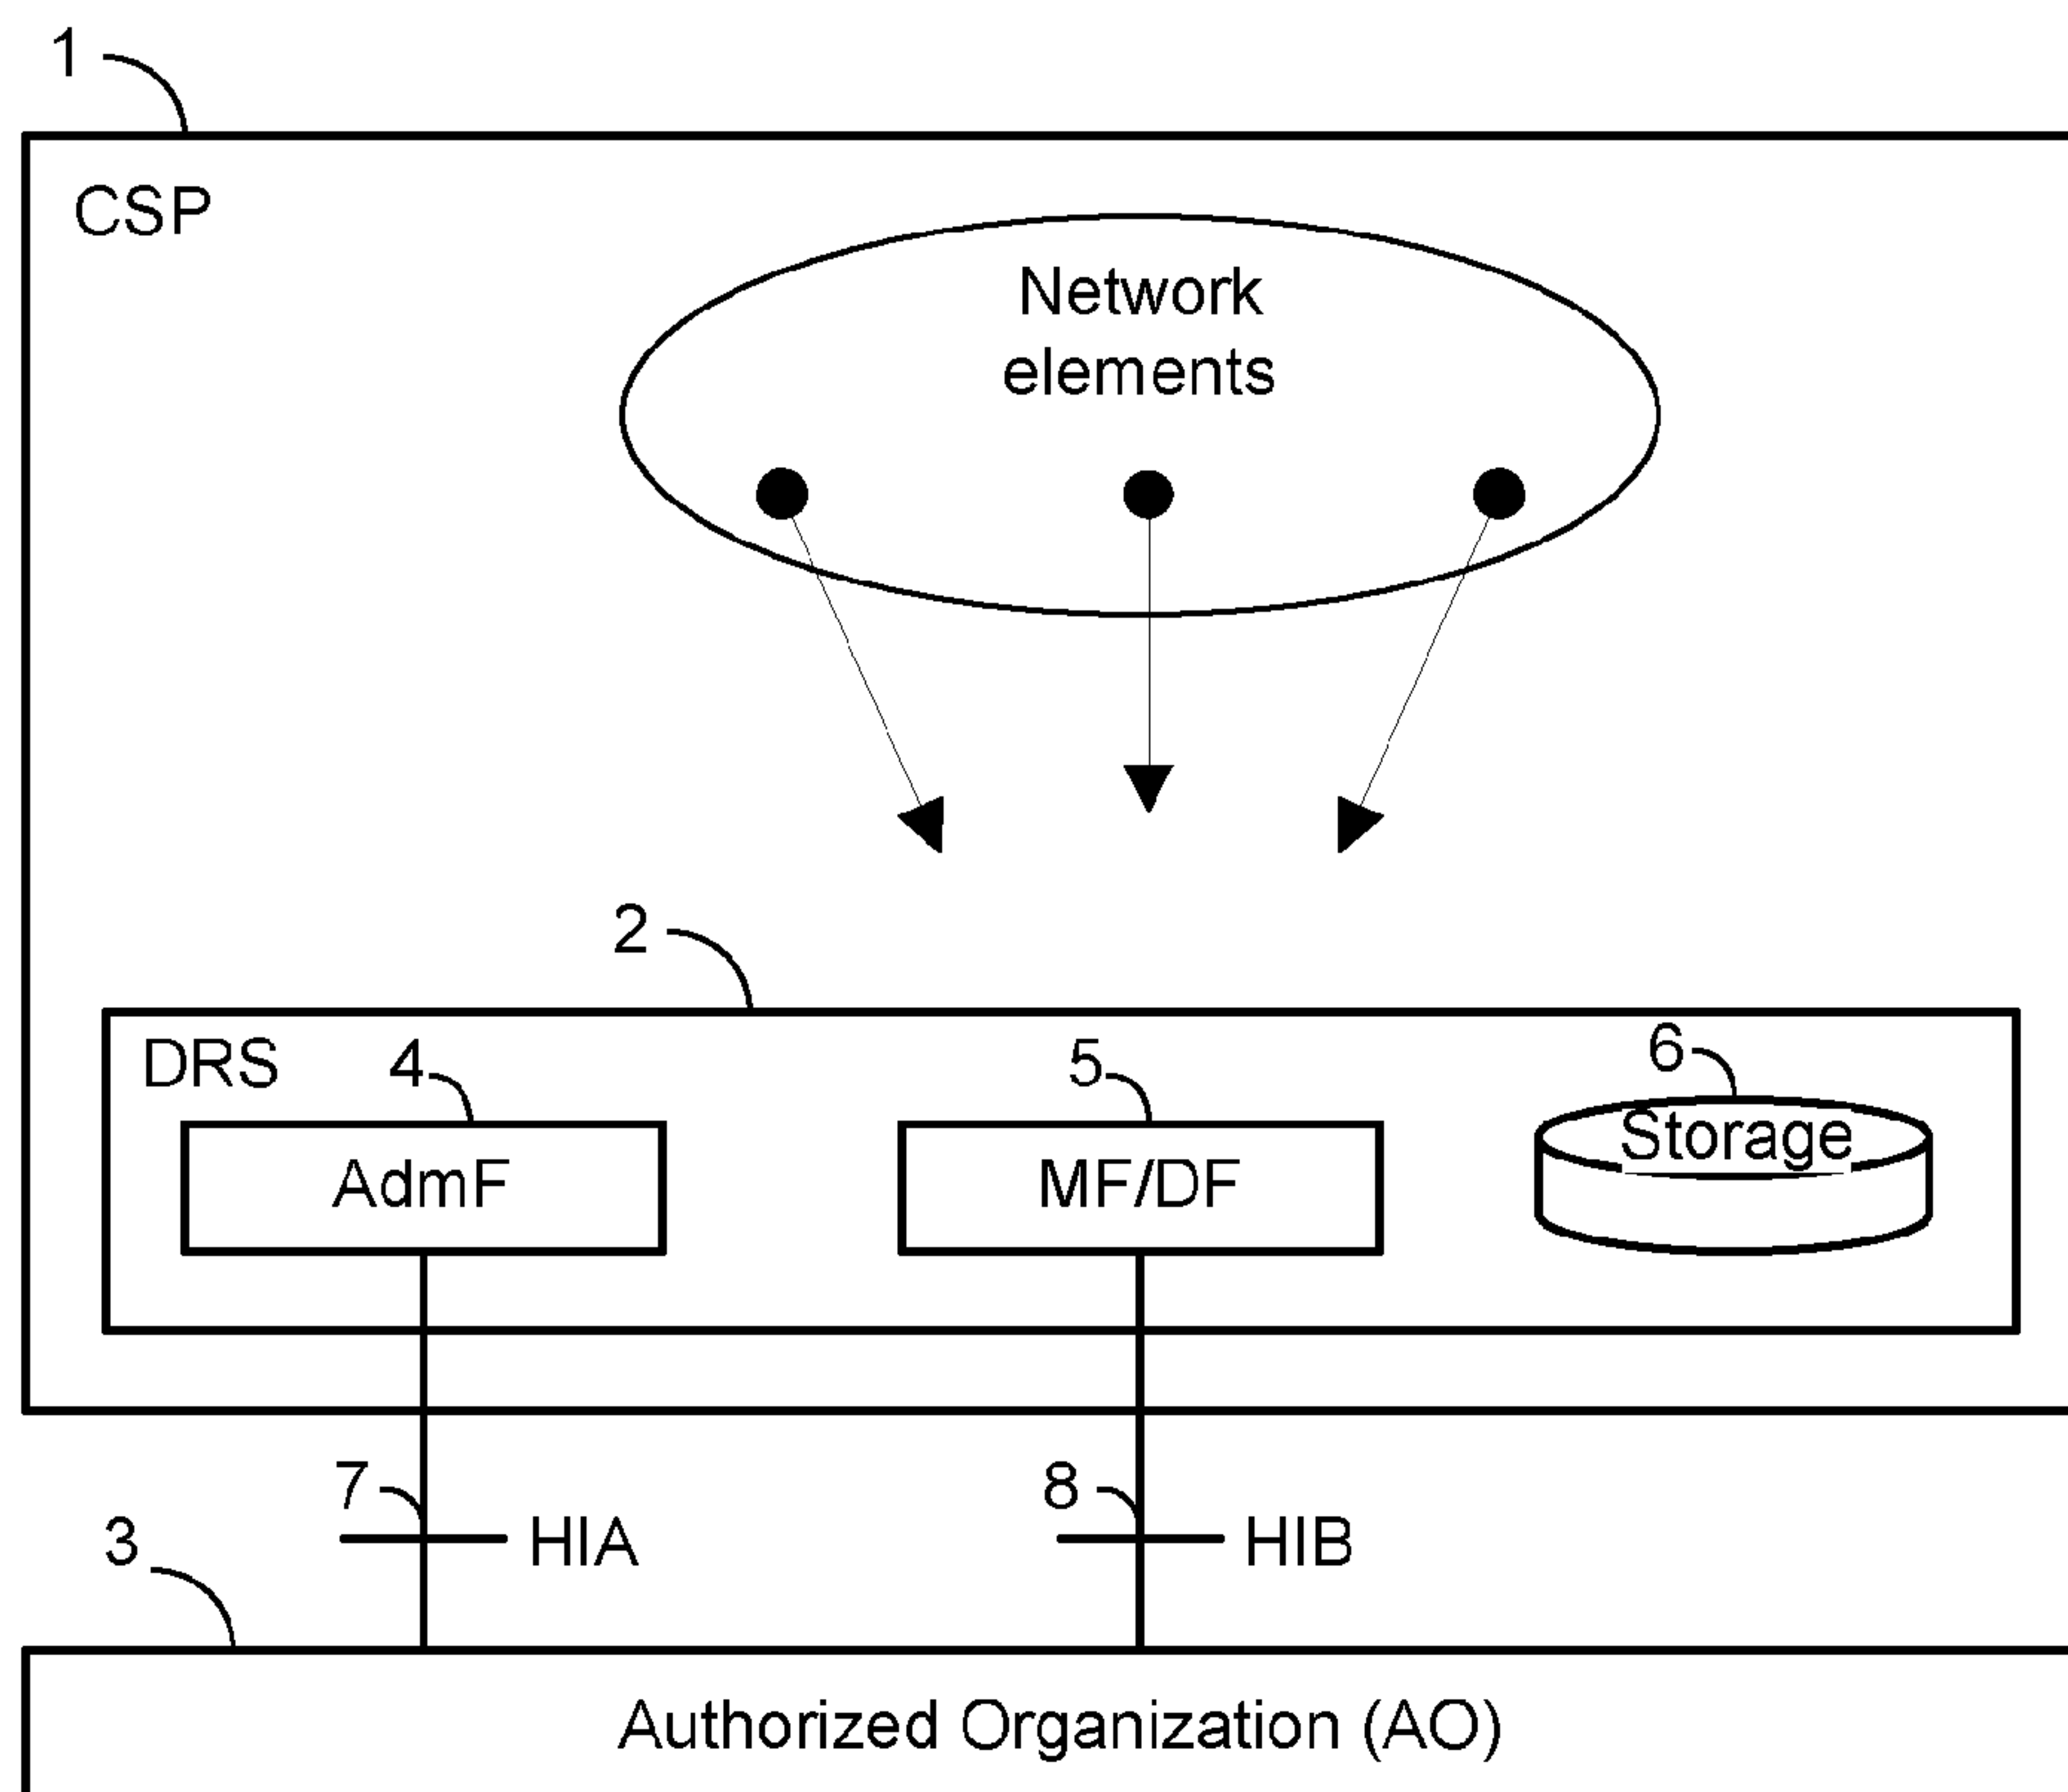 1
CSP
Network
elements
2
DRS
4
5
6
AdmF
MF/DF
Storage
7
8
3
HIA
HIB
Authorized Organization (AO)